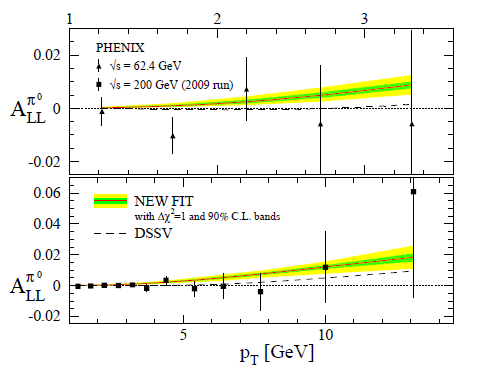 1 2 3
PHENIX
√s = 62.4 GeV
√s = 200 GeV (2009 run)
0.02
0
-0.02
A_LL^π⁰
NEW FIT
with Δχ²=1 and 90% C.L. bands
DSSV
0.06
0.04
0.02
0
-0.02
A_LL^π⁰
5 10
p_T [GeV]